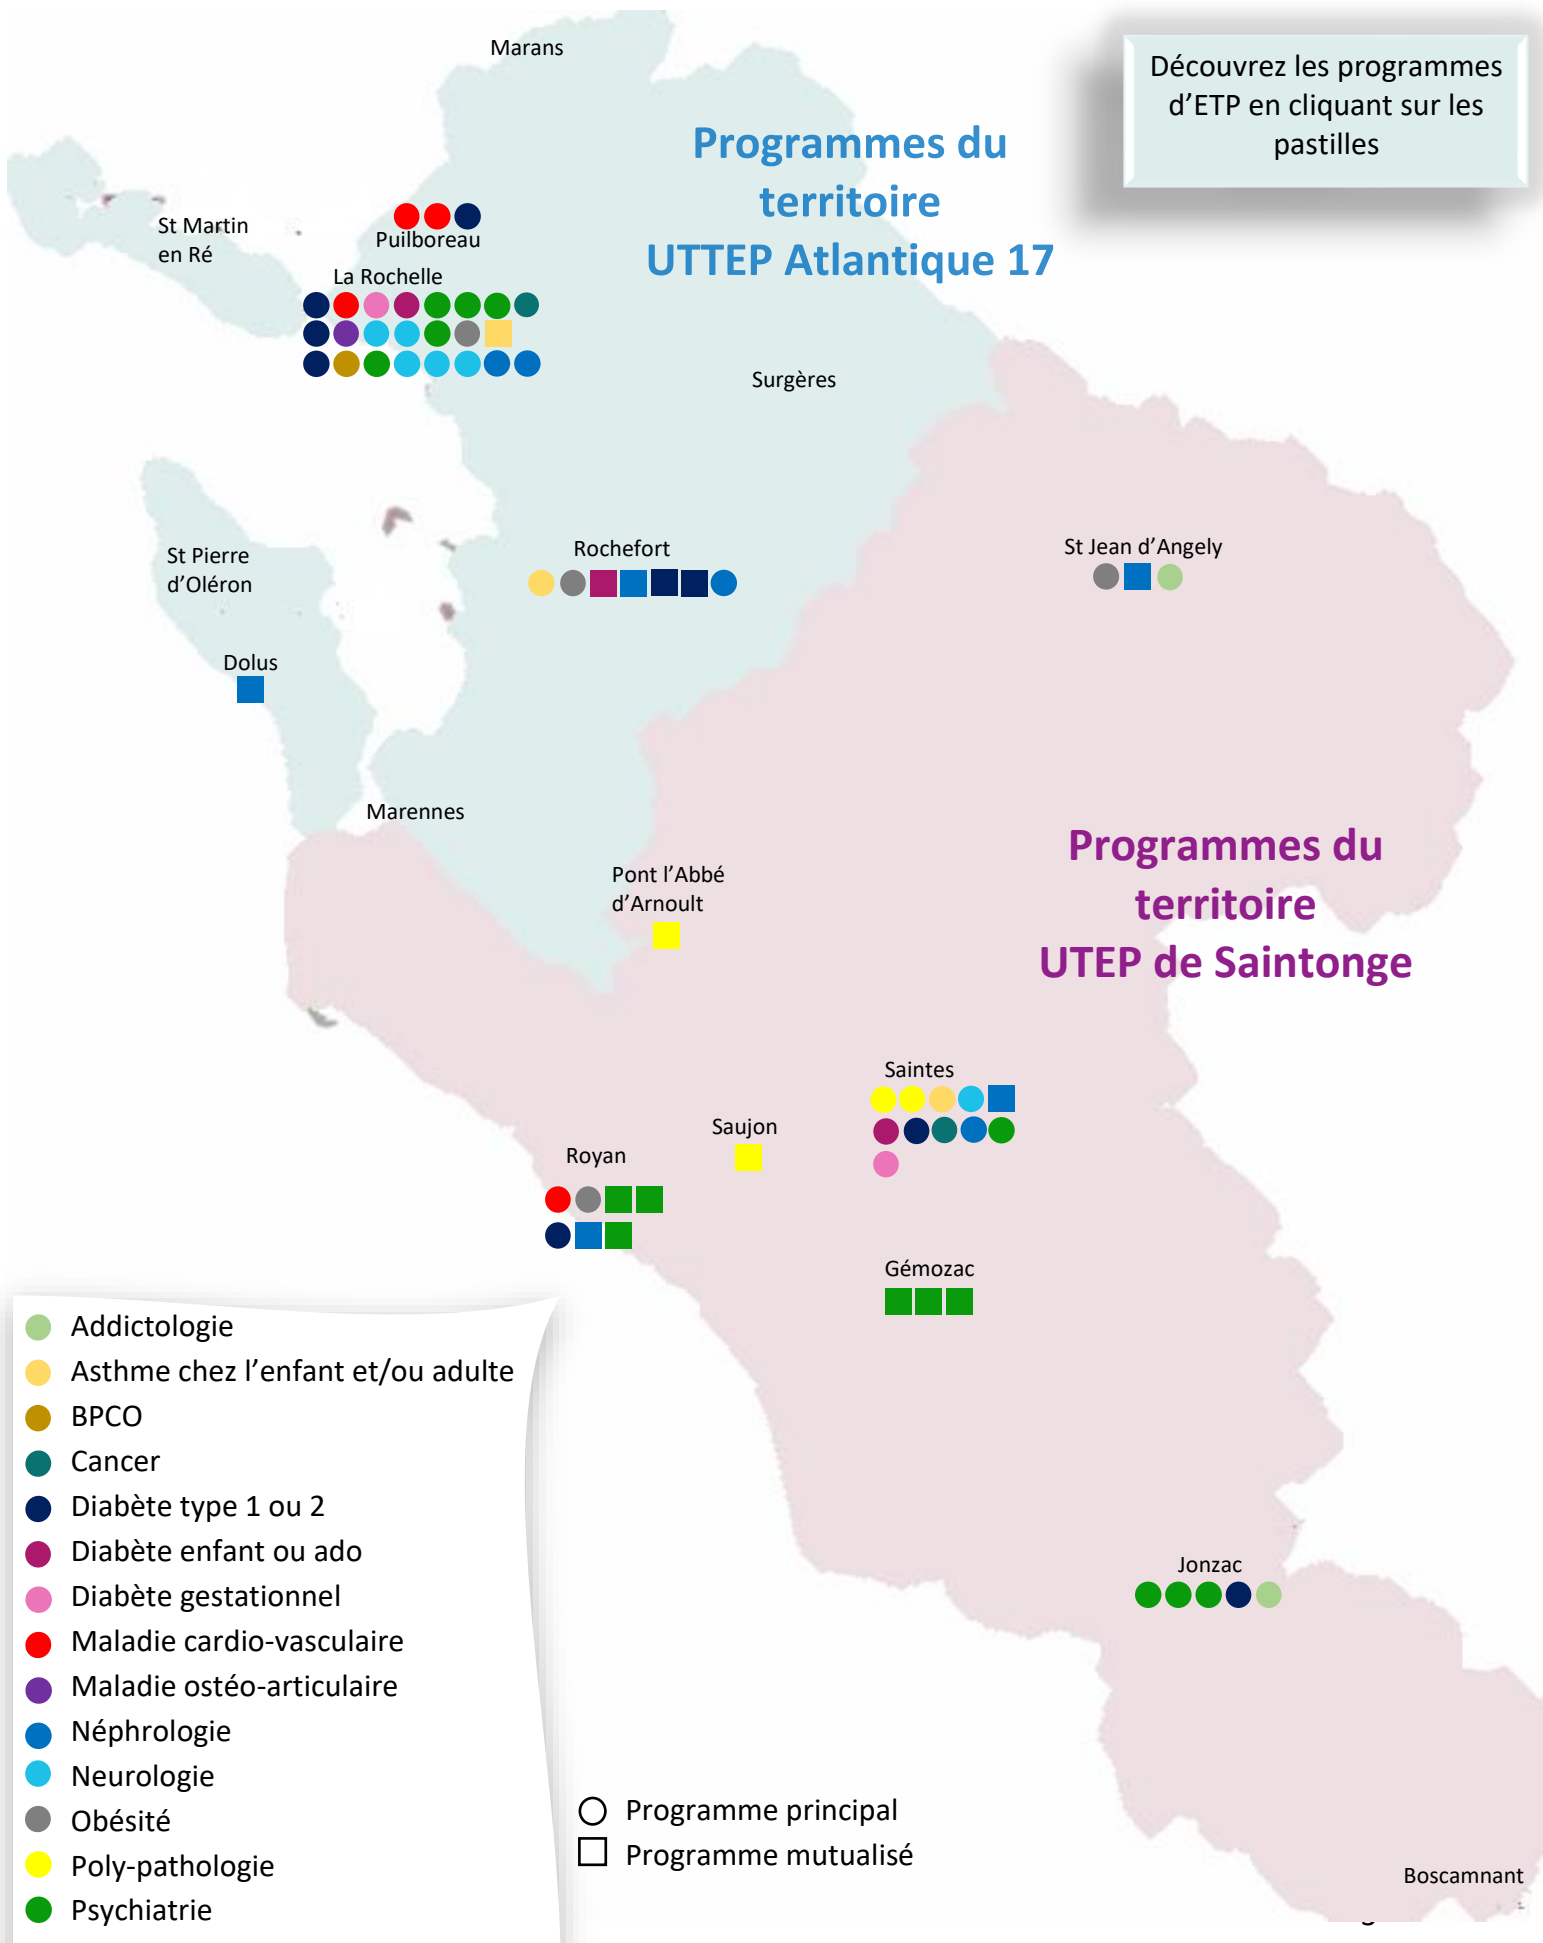 Marans
Découvrez les programmes
d’ETP en cliquant sur les
pastilles
Programmes du
territoire
UTTEP Atlantique 17
St Martin
en Ré
Puilboreau
La Rochelle
Surgères
St Pierre
d’Oléron
Rochefort
St Jean d’Angely
Dolus
Marennes
Programmes du
territoire
UTEP de Saintonge
Pont l’Abbé
d’Arnoult
Saintes
Saujon
Royan
Gémozac
Jonzac
Addictologie
Asthme chez l’enfant et/ou adulte
BPCO
Cancer
Diabète type 1 ou 2
Diabète enfant ou ado
Diabète gestationnel
Maladie cardio-vasculaire
Maladie ostéo-articulaire
Néphrologie
Neurologie
Obésité
Poly-pathologie
Psychiatrie
Programme principal
Programme mutualisé
Boscamnant